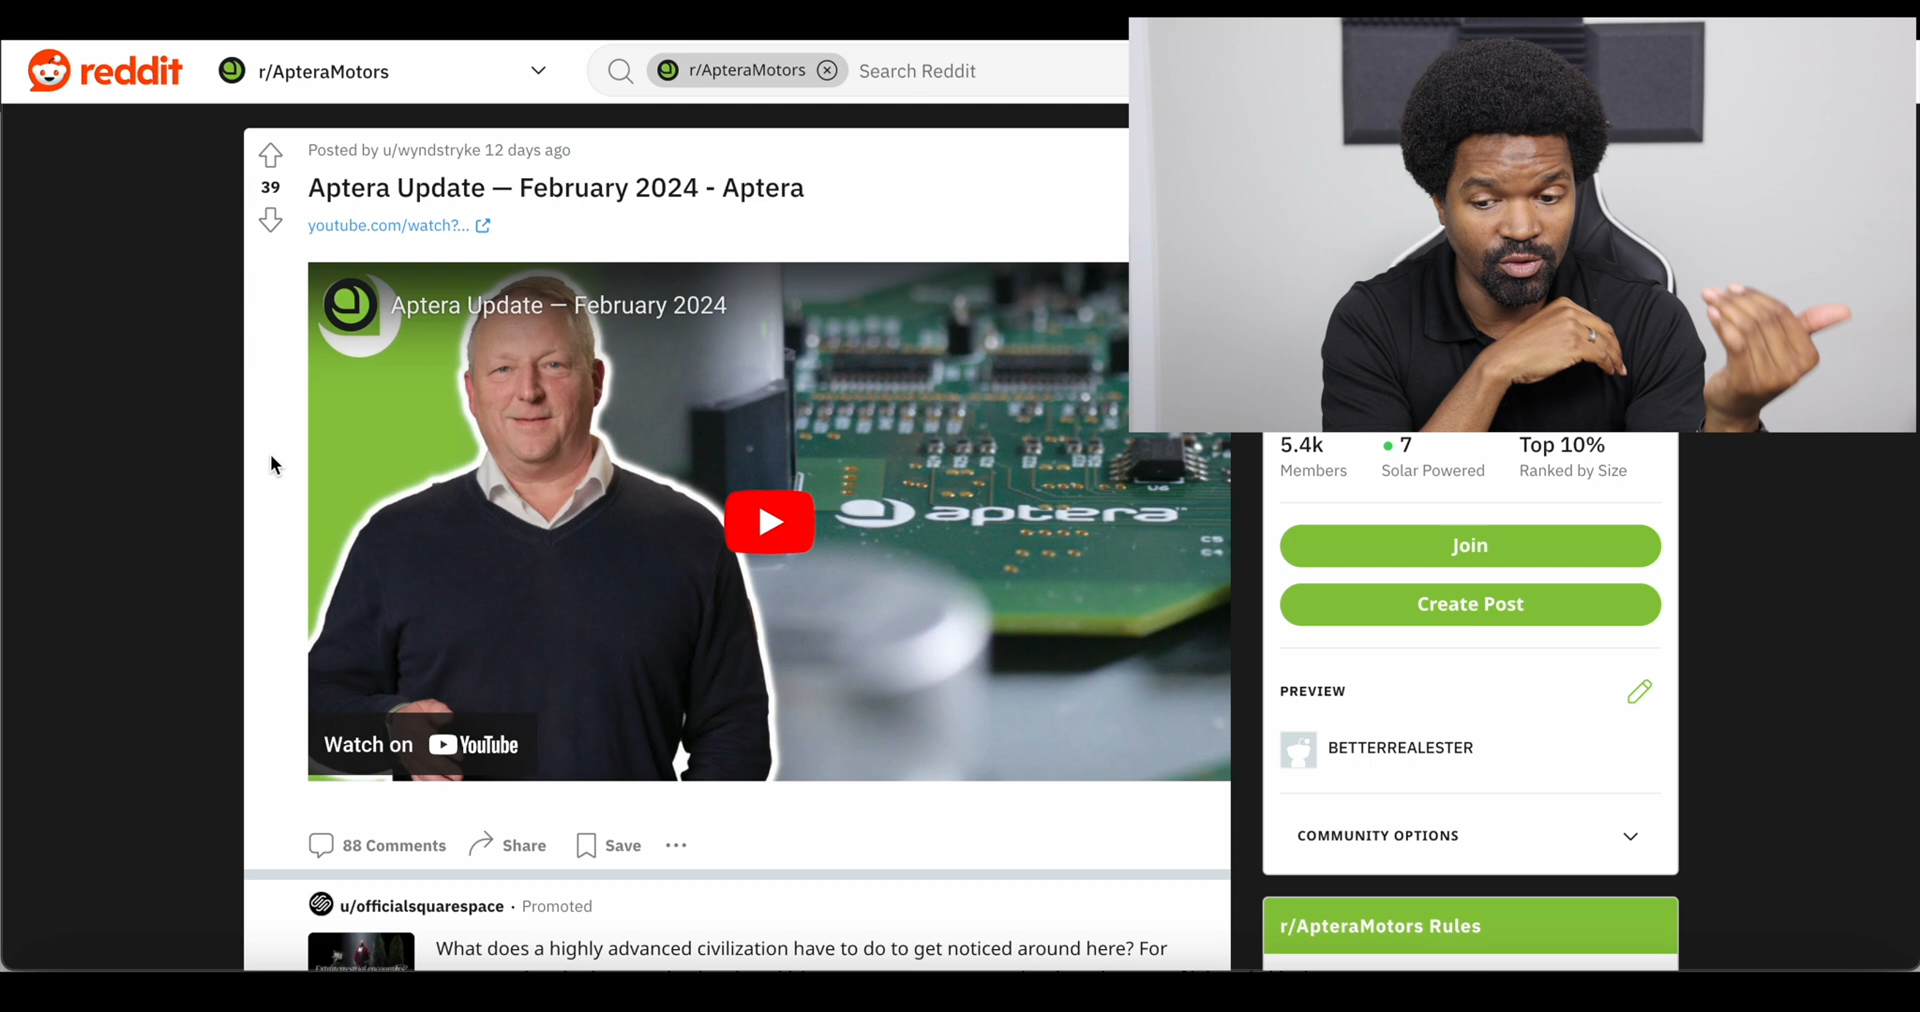 reddit
r/ApteraMotors
r/ApteraMotors
Search Reddit
Posted by u/wyndstryke 12 days ago
39
Aptera Update — February 2024 - Aptera
youtube.com/watch?...
Aptera Update — February 2024
aptera
U6
C5
C4
Watch on YouTube
88 Comments
Share
Save
u/officialsquarespace · Promoted
What does a highly advanced civilization have to do to get noticed around here? For
5.4k
Members
7
Solar Powered
Top 10%
Ranked by Size
Join
Create Post
PREVIEW
BETTERREALESTER
COMMUNITY OPTIONS
r/ApteraMotors Rules